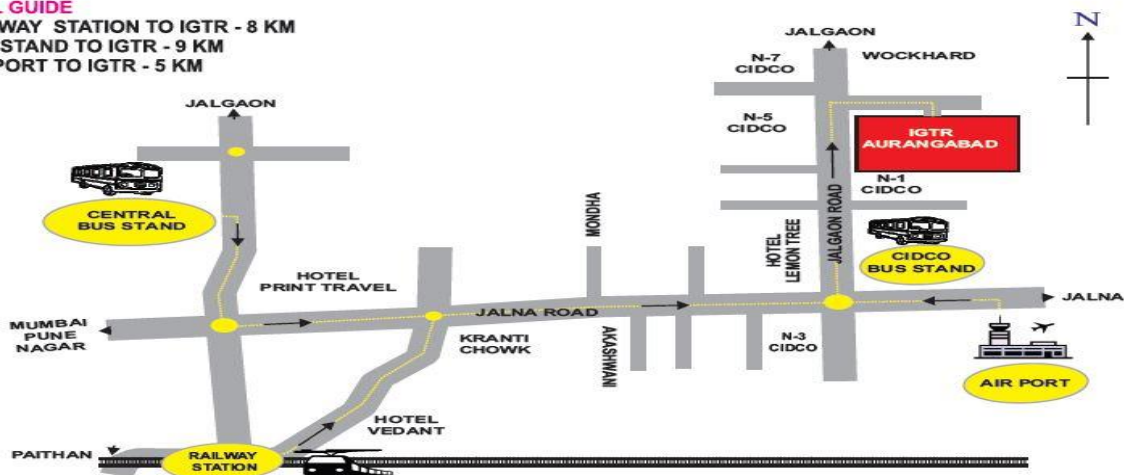 GUIDE
WAY STATION TO IGTR - 8 KM
STAND TO IGTR - 9 KM
PORT TO IGTR - 5 KM
N
JALGAON
WOCKHARD
N-7
CIDCO
JALGAON
N-5
CIDCO
IGTR
AURANGABAD
N-1
CIDCO
CENTRAL
BUS STAND
MONDHA
HOTEL
LEMON TREE
JALGAON ROAD
CIDCO
BUS STAND
HOTEL
PRINT TRAVEL
JALNA
MUMBAI
PUNE
NAGAR
JALNA ROAD
KRANTI
CHOWK
AKASHWANI
N-3
CIDCO
AIR PORT
HOTEL
VEDANT
PAITHAN
RAILWAY
STATION